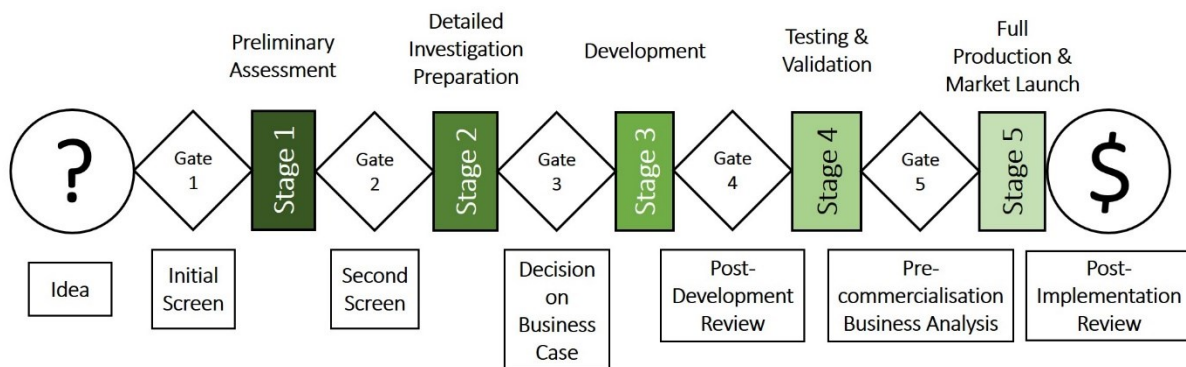 Preliminary
Assessment
Detailed
Investigation
Preparation
Development
Testing &
Validation
Full
Production &
Market Launch
?
Gate
1
Stage 1
Gate
2
Stage 2
Gate
3
Stage 3
Gate
4
Stage 4
Gate
5
Stage 5
$
Idea
Initial
Screen
Second
Screen
Decision
on
Business
Case
Post-
Development
Review
Pre-
commercialisation
Business Analysis
Post-
Implementation
Review